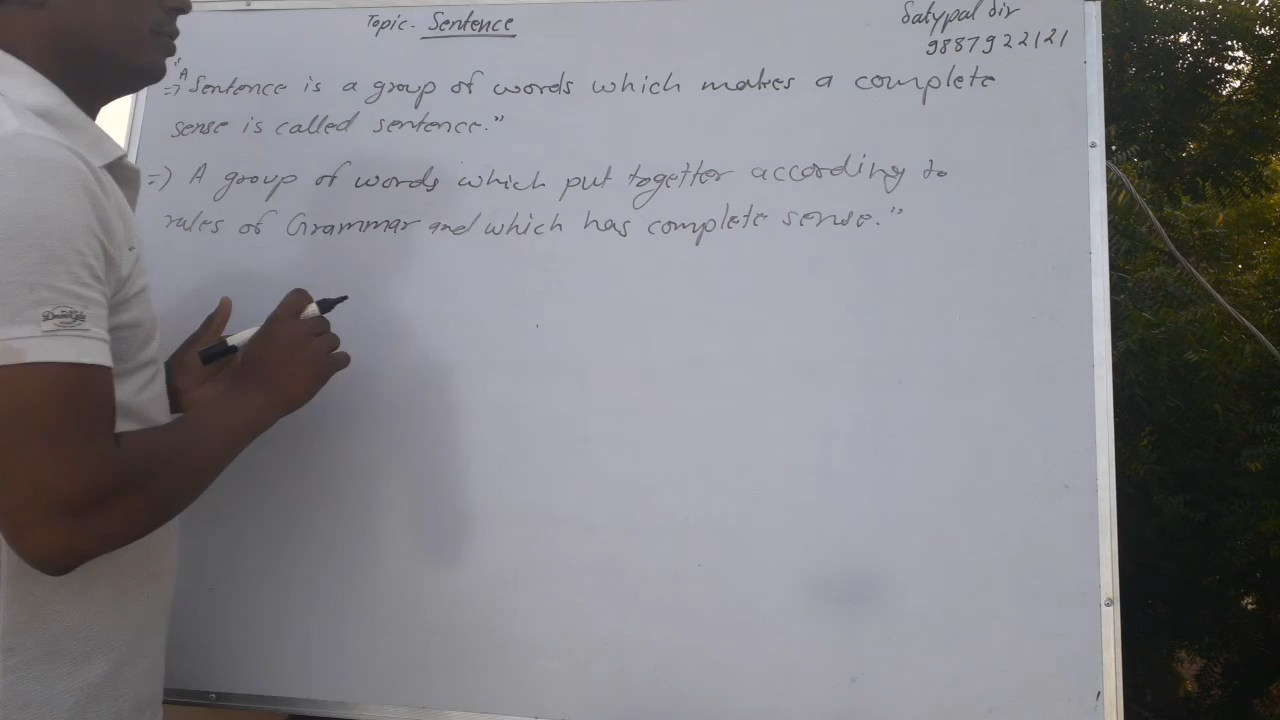 Topic- Sentence
Satypal Sir
9887922121
=> "A Sentence is a group of words which makes a complete
sense is called sentence."
=> A group of words which put together according to
rules of Grammar and which has complete sense."